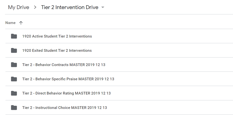 My Drive > Tier 2 Intervention Drive
Name
1920 Active Student Tier 2 Interventions
1920 Exited Student Tier 2 Interventions
Tier 2 - Behavior Contracts MASTER 2019 12 13
Tier 2 - Behavior Specific Praise MASTER 2019 12 13
Tier 2 - Direct Behavior Rating MASTER 2019 12 13
Tier 2 - Instructional Choice MASTER 2019 12 13